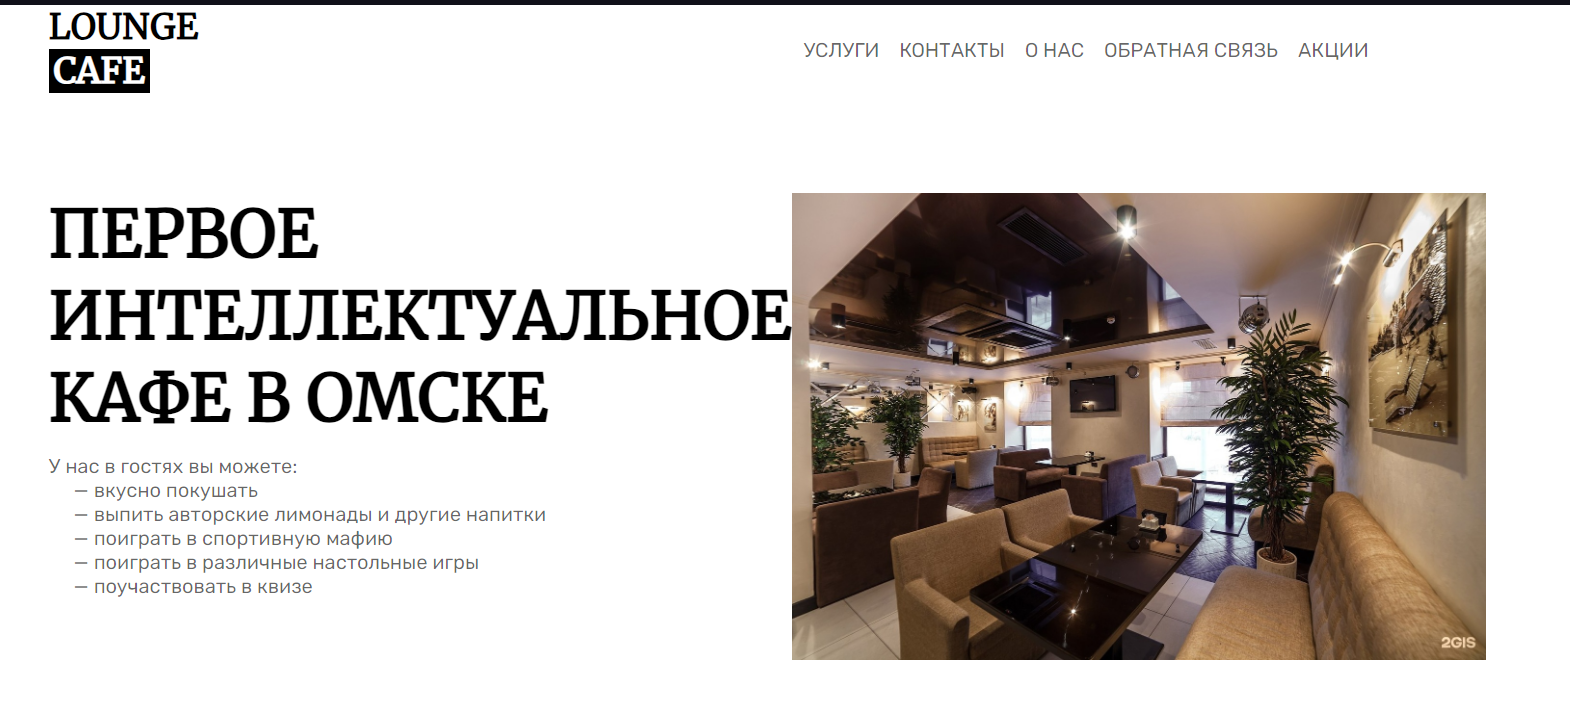 LOUNGE
CAFE
УСЛУГИ КОНТАКТЫ О НАС ОБРАТНАЯ СВЯЗЬ АКЦИИ
ПЕРВОЕ
ИНТЕЛЛЕКТУАЛЬНОЕ
КАФЕ В ОМСКЕ
У нас в гостях вы можете:
— вкусно покушать
— выпить авторские лимонады и другие напитки
— поиграть в спортивную мафию
— поиграть в различные настольные игры
— поучаствовать в квизе
2GIS